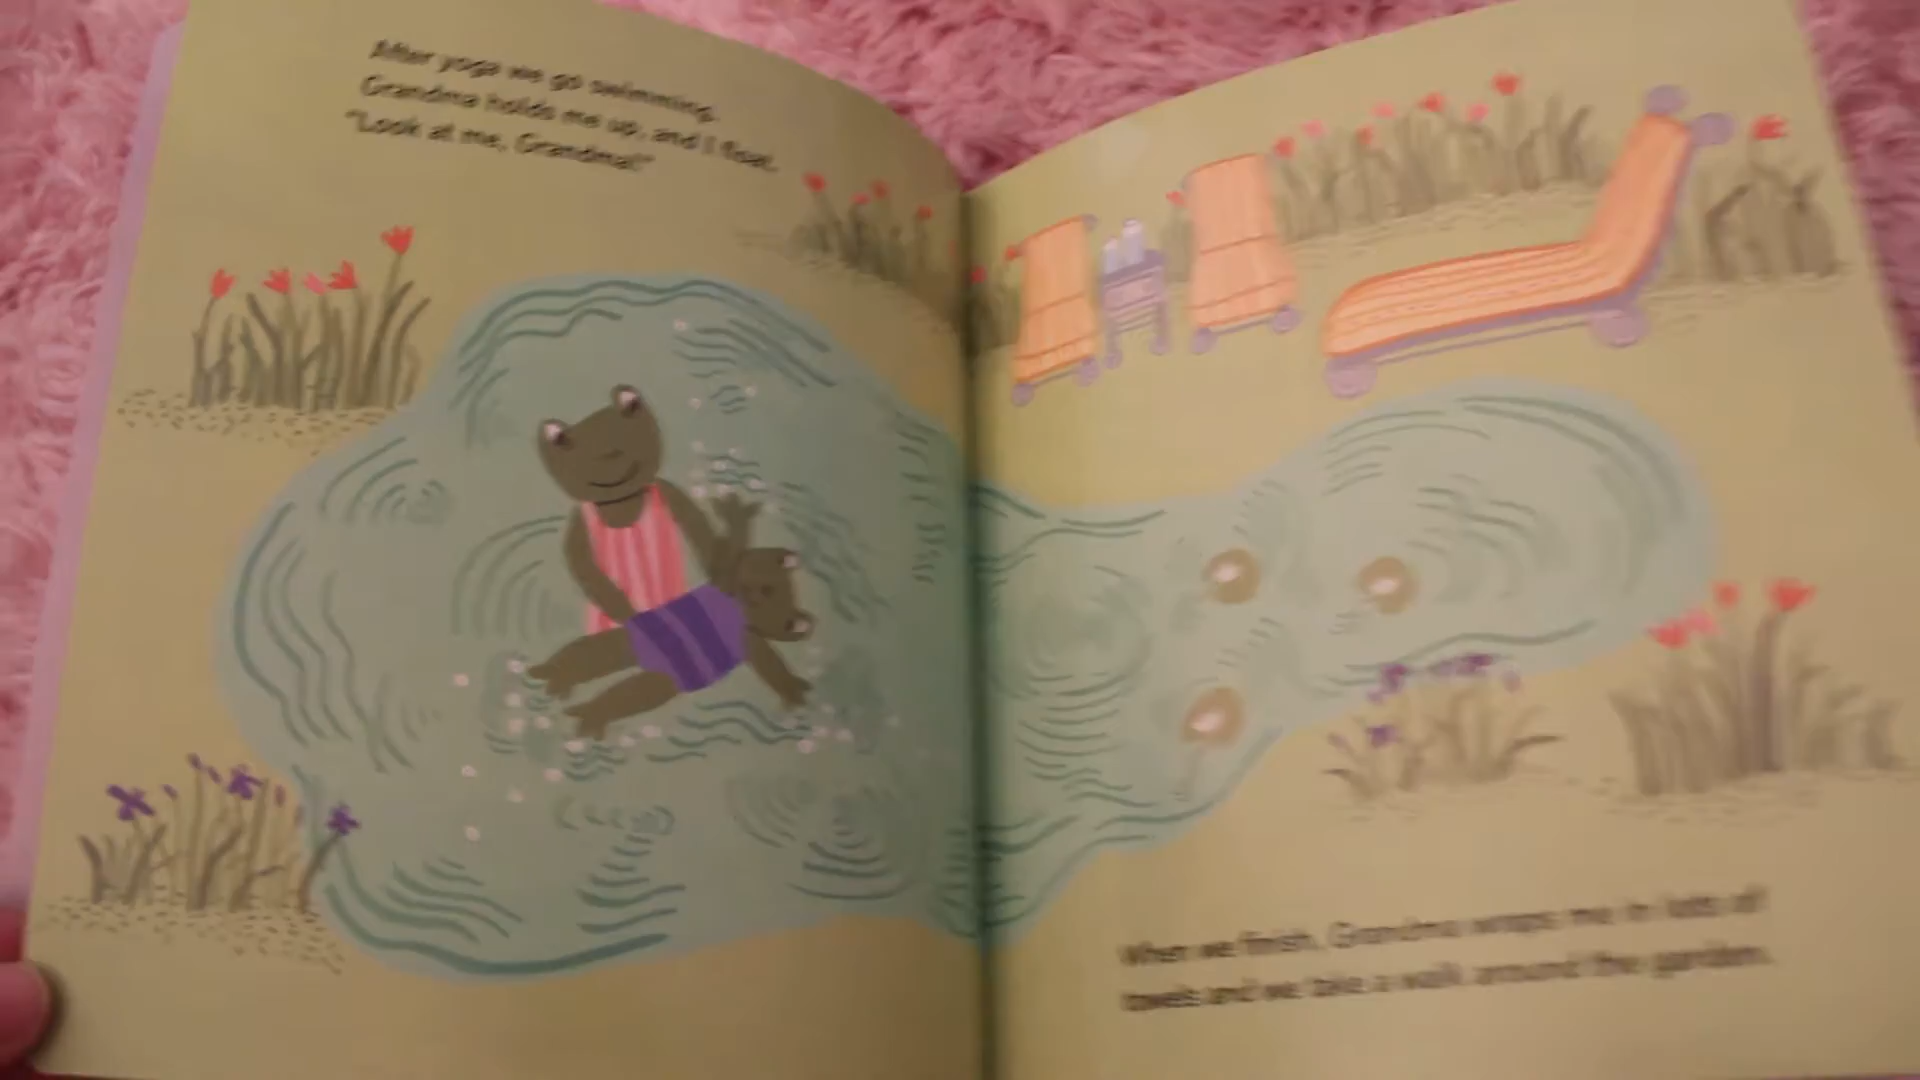 After yoga we go swimming.
Grandma holds me up, and I float.
"Look at me, Grandma!"
When we finish, Grandma wraps me in lots of
towels and we take a walk around the garden.